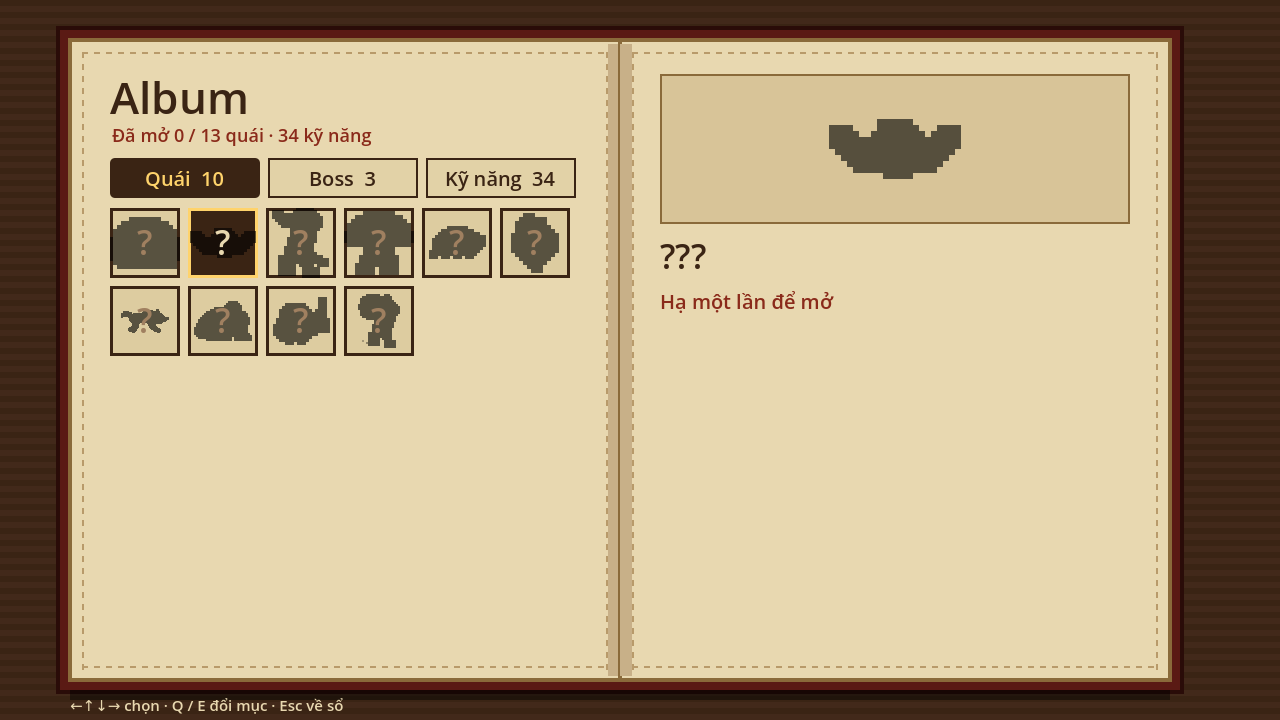 Album
Đã mở 0 / 13 quái · 34 kỹ năng
Quái 10
Boss 3
Kỹ năng 34
? ? ? ? ? ?
? ? ? ?
???
Hạ một lần để mở
←↑↓→ chọn · Q / E đổi mục · Esc về sổ